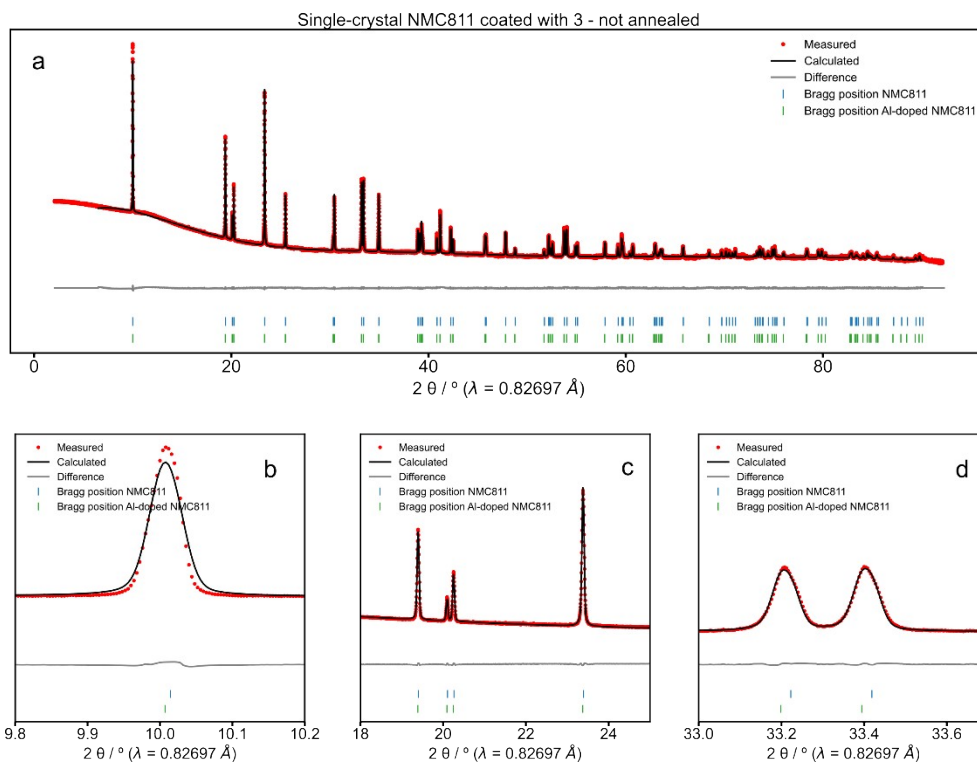 Single-crystal NMC811 coated with 3 - not annealed
a
Measured
Calculated
Difference
Bragg position NMC811
Bragg position Al-doped NMC811
0 20 40 60 80
2 θ / º (λ = 0.82697 Å)
b
Measured
Calculated
Difference
Bragg position NMC811
Bragg position Al-doped NMC811
9.8 9.9 10.0 10.1 10.2
2 θ / º (λ = 0.82697 Å)
c
Measured
Calculated
Difference
Bragg position NMC811
Bragg position Al-doped NMC811
18 20 22 24
2 θ / º (λ = 0.82697 Å)
d
Measured
Calculated
Difference
Bragg position NMC811
Bragg position Al-doped NMC811
33.0 33.2 33.4 33.6
2 θ / º (λ = 0.82697 Å)